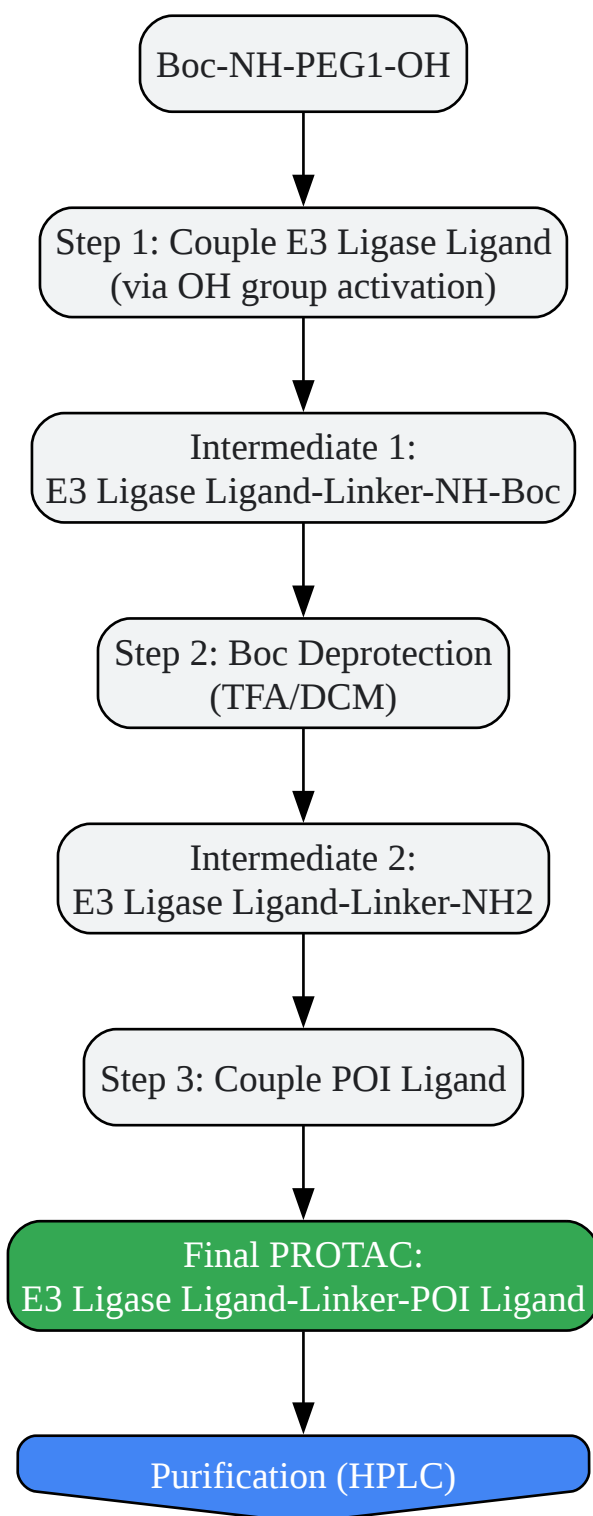 Boc-NH-PEG1-OH
Step 1: Couple E3 Ligase Ligand
(via OH group activation)
Intermediate 1:
E3 Ligase Ligand-Linker-NH-Boc
Step 2: Boc Deprotection
(TFA/DCM)
Intermediate 2:
E3 Ligase Ligand-Linker-NH2
Step 3: Couple POI Ligand
Final PROTAC:
E3 Ligase Ligand-Linker-POI Ligand
Purification (HPLC)